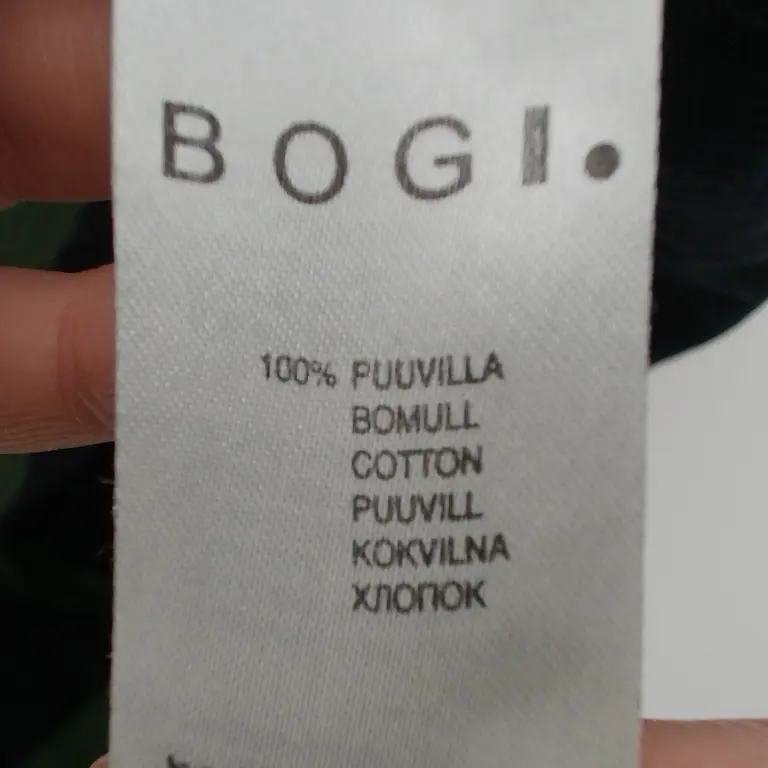 BOGI.
100% PUUVILLA
BOMULL
COTTON
PUUVILL
KOKVILNA
ХЛОПОК